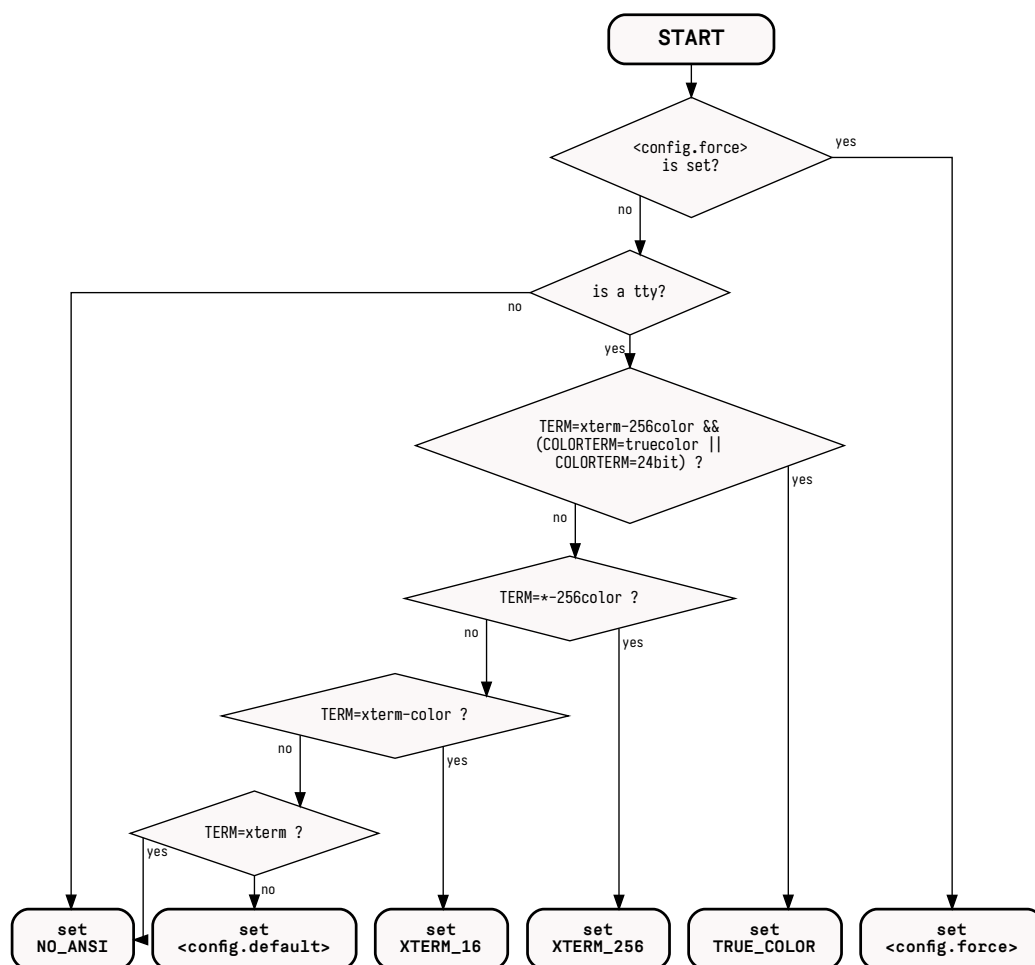 START
<config.force>
is set?
yes
no
is a tty?
no
yes
TERM=xterm-256color &&
(COLORTERM=truecolor ||
COLORTERM=24bit) ?
yes
no
TERM=*-256color ?
no
yes
TERM=xterm-color ?
no
yes
TERM=xterm ?
yes
no
set
NO_ANSI
set
<config.default>
set
XTERM_16
set
XTERM_256
set
TRUE_COLOR
set
<config.force>